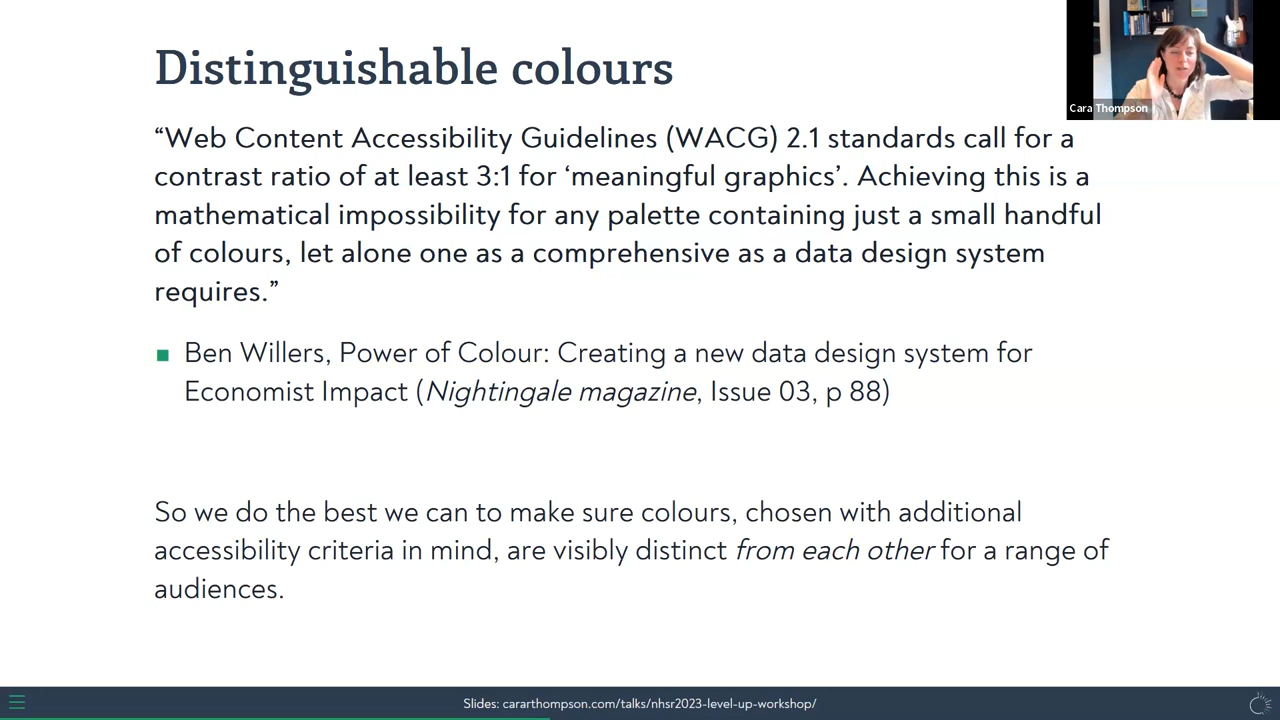 Distinguishable colours
“Web Content Accessibility Guidelines (WACG) 2.1 standards call for a
contrast ratio of at least 3:1 for ‘meaningful graphics’. Achieving this is a
mathematical impossibility for any palette containing just a small handful
of colours, let alone one as a comprehensive as a data design system
requires.”
Ben Willers, Power of Colour: Creating a new data design system for
Economist Impact (Nightingale magazine, Issue 03, p 88)
So we do the best we can to make sure colours, chosen with additional
accessibility criteria in mind, are visibly distinct from each other for a range of
audiences.
Cara Thompson
Slides: cararthompson.com/talks/nhsr2023-level-up-workshop/